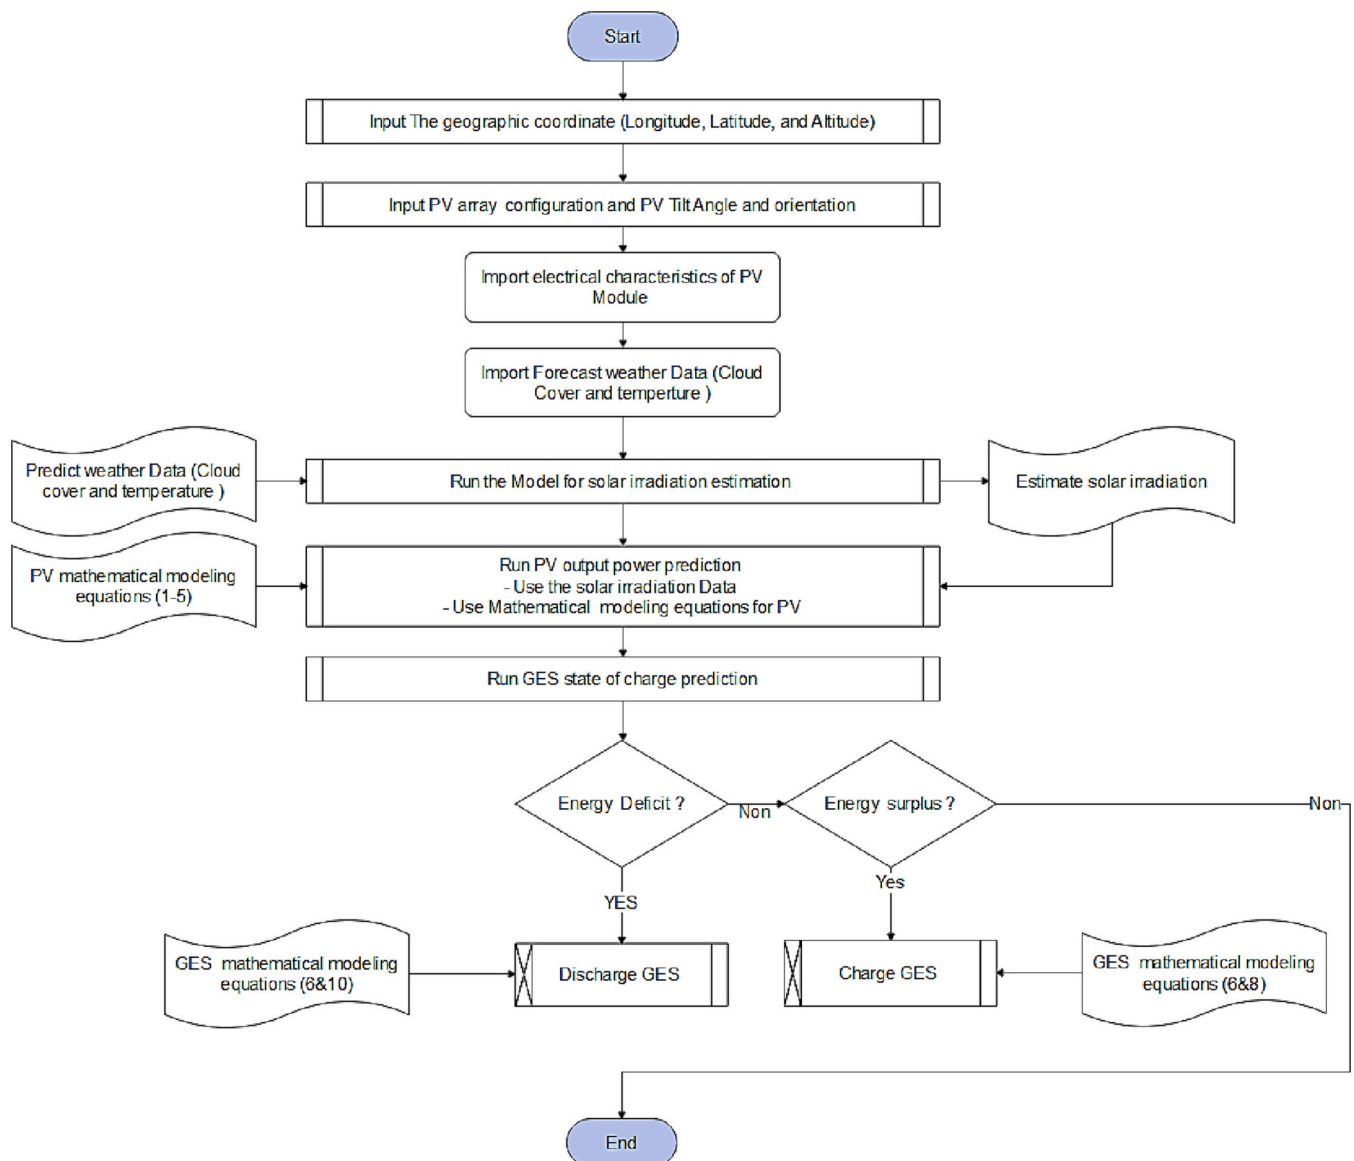 Start
Input The geographic coordinate (Longitude, Latitude, and Altitude)
Input PV array configuration and PV Tilt Angle and orientation
Import electrical characteristics of PV
Module
Import Forecast weather Data (Cloud
Cover and temperture )
Predict weather Data (Cloud
cover and temperature )
Run the Model for solar irradiation estimation
Estimate solar irradiation
PV mathematical modeling
equations (1-5)
Run PV output power prediction
- Use the solar irradiation Data
- Use Mathematical modeling equations for PV
Run GES state of charge prediction
Energy Deficit ?
Non
Energy surplus ?
Non
YES
Yes
GES mathematical modeling
equations (6&10)
Discharge GES
Charge GES
GES mathematical modeling
equations (6&8)
End